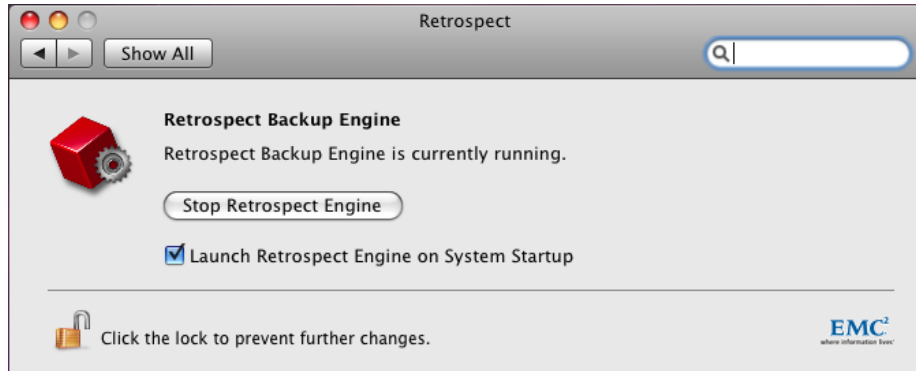 Retrospect
Show All
Retrospect Backup Engine
Retrospect Backup Engine is currently running.
Stop Retrospect Engine
Launch Retrospect Engine on System Startup
Click the lock to prevent further changes.
EMC²
where information lives®